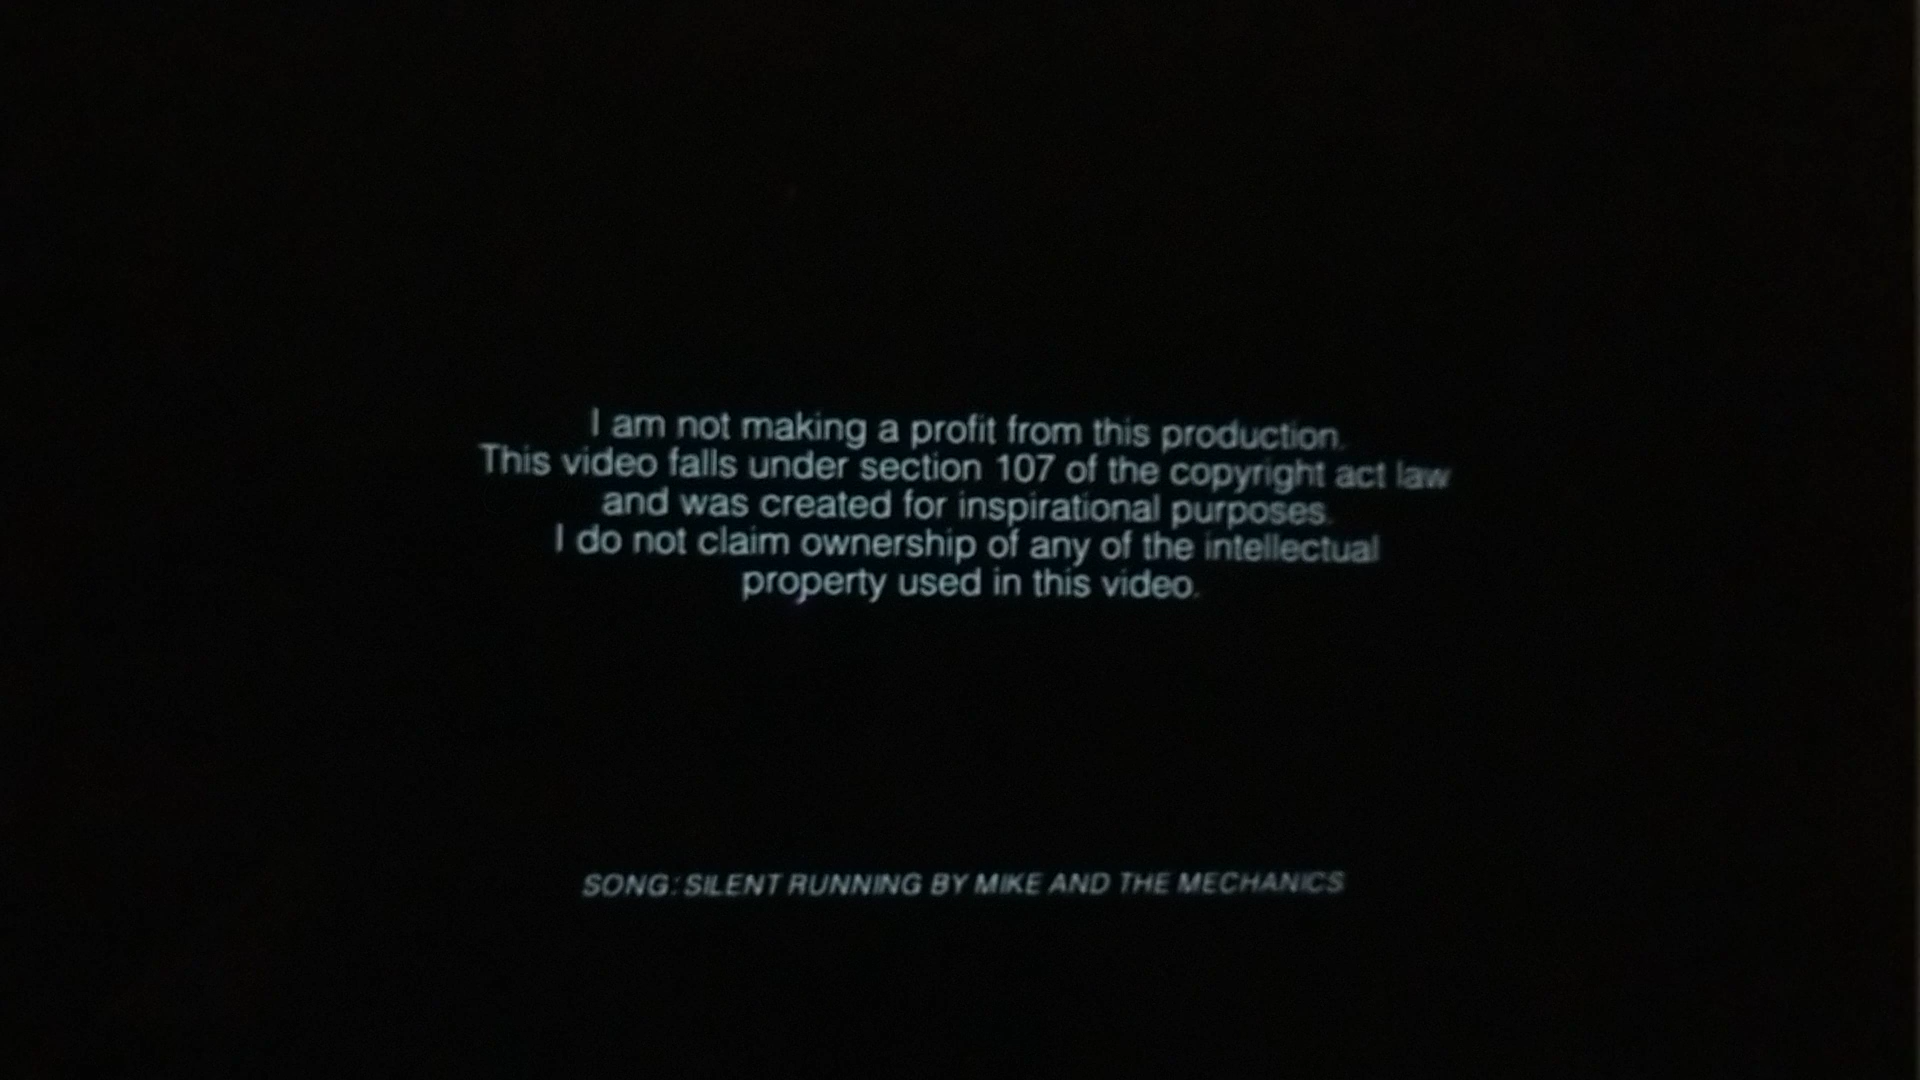 I am not making a profit from this production.
This video falls under section 107 of the copyright act law
and was created for inspirational purposes.
I do not claim ownership of any of the intellectual
property used in this video.
SONG: SILENT RUNNING BY MIKE AND THE MECHANICS